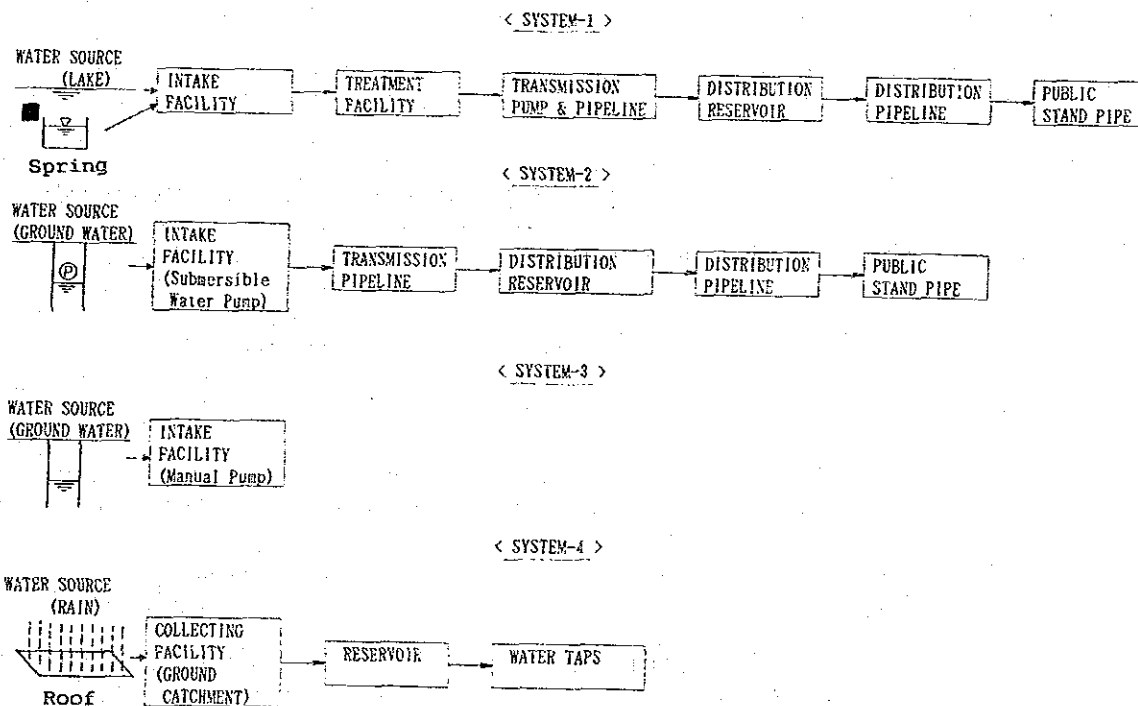 < SYSTEM-1 >
WATER SOURCE
(LAKE)
Spring
INTAKE
FACILITY
TREATMENT
FACILITY
TRANSMISSION
PUMP & PIPELINE
DISTRIBUTION
RESERVOIR
DISTRIBUTION
PIPELINE
PUBLIC
STAND PIPE
< SYSTEM-2 >
WATER SOURCE
(GROUND WATER)
P
INTAKE
FACILITY
(Submersible
Water Pump)
TRANSMISSION
PIPELINE
DISTRIBUTION
RESERVOIR
DISTRIBUTION
PIPELINE
PUBLIC
STAND PIPE
< SYSTEM-3 >
WATER SOURCE
(GROUND WATER)
INTAKE
FACILITY
(Manual Pump)
< SYSTEM-4 >
WATER SOURCE
(RAIN)
Roof
COLLECTING
FACILITY
(GROUND
CATCHMENT)
RESERVOIR
WATER TAPS